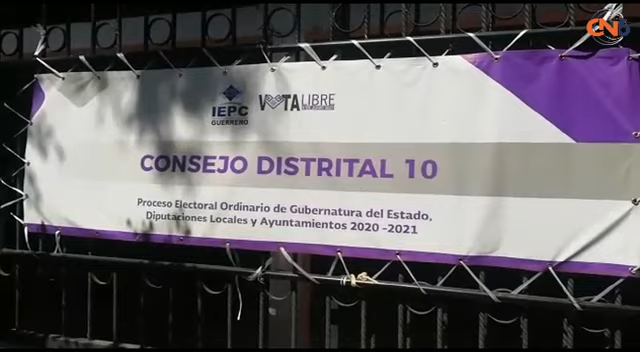 IEPC
GUERRERO
VOTA LIBRE
CONSEJO DISTRITAL 10
Proceso Electoral Ordinario de Gubernatura del Estado,
Diputaciones Locales y Ayuntamientos 2020 -2021